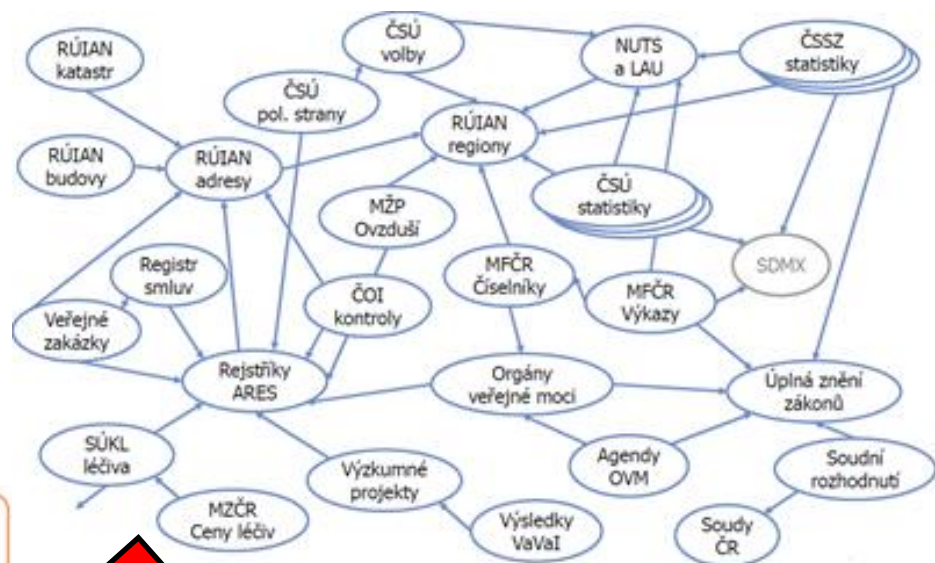 RÚIAN
katastr
ČSÚ
volby
NUTS
a LAU
ČSSZ
statistiky
ČSÚ
pol. strany
RÚIAN
regiony
RÚIAN
budovy
RÚIAN
adresy
ČSÚ
statistiky
MŽP
Ovzduší
Registr
smluv
MFČR
Číselníky
SDMX
ČOI
kontroly
MFČR
Výkazy
Veřejné
zakázky
Rejstříky
ARES
Orgány
veřejné moci
Úplná znění
zákonů
SÚKL
léčiva
Výzkumné
projekty
Agendy
OVM
Soudní
rozhodnutí
MZČR
Ceny léčiv
Výsledky
VaVaI
Soudy
ČR